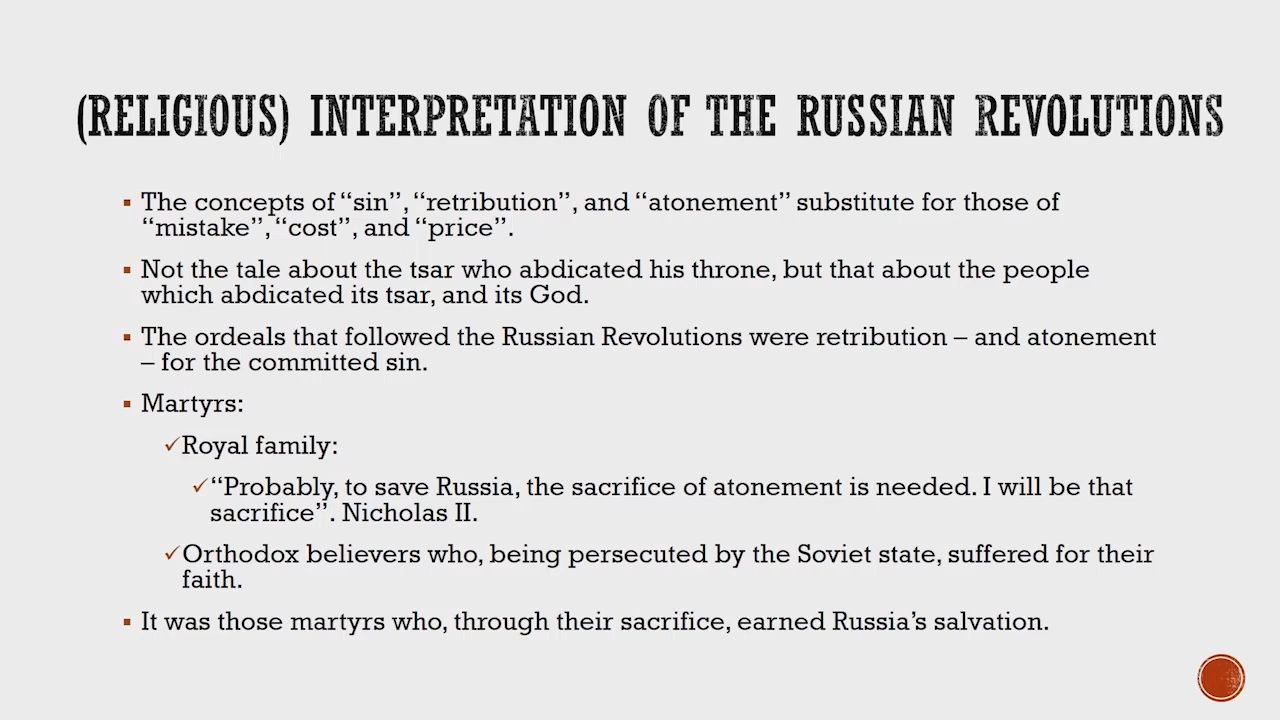 (RELIGIOUS) INTERPRETATION OF THE RUSSIAN REVOLUTIONS
▪ The concepts of “sin”, “retribution”, and “atonement” substitute for those of
“mistake”, “cost”, and “price”.
▪ Not the tale about the tsar who abdicated his throne, but that about the people
which abdicated its tsar, and its God.
▪ The ordeals that followed the Russian Revolutions were retribution – and atonement
– for the committed sin.
▪ Martyrs:
✓Royal family:
✓“Probably, to save Russia, the sacrifice of atonement is needed. I will be that
sacrifice”. Nicholas II.
✓Orthodox believers who, being persecuted by the Soviet state, suffered for their
faith.
▪ It was those martyrs who, through their sacrifice, earned Russia’s salvation.